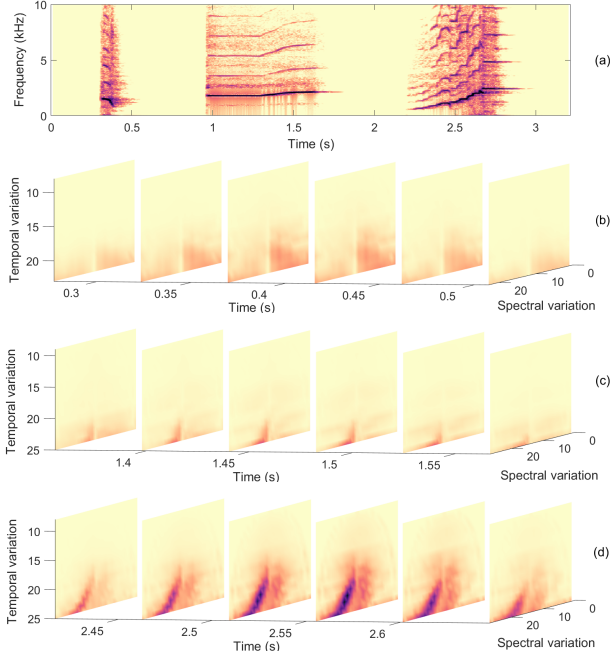 10
Frequency (kHz)
5
0
0 0.5 1 1.5 2 2.5 3
Time (s)
(a)
Temporal variation
10
15
20
0.3 0.35 0.4 0.45 0.5
Time (s)
20 10 0
Spectral variation
(b)
Temporal variation
10
15
20
25
1.4 1.45 1.5 1.55
Time (s)
20 10 0
Spectral variation
(c)
Temporal variation
10
15
20
25
2.45 2.5 2.55 2.6
Time (s)
20 10 0
Spectral variation
(d)